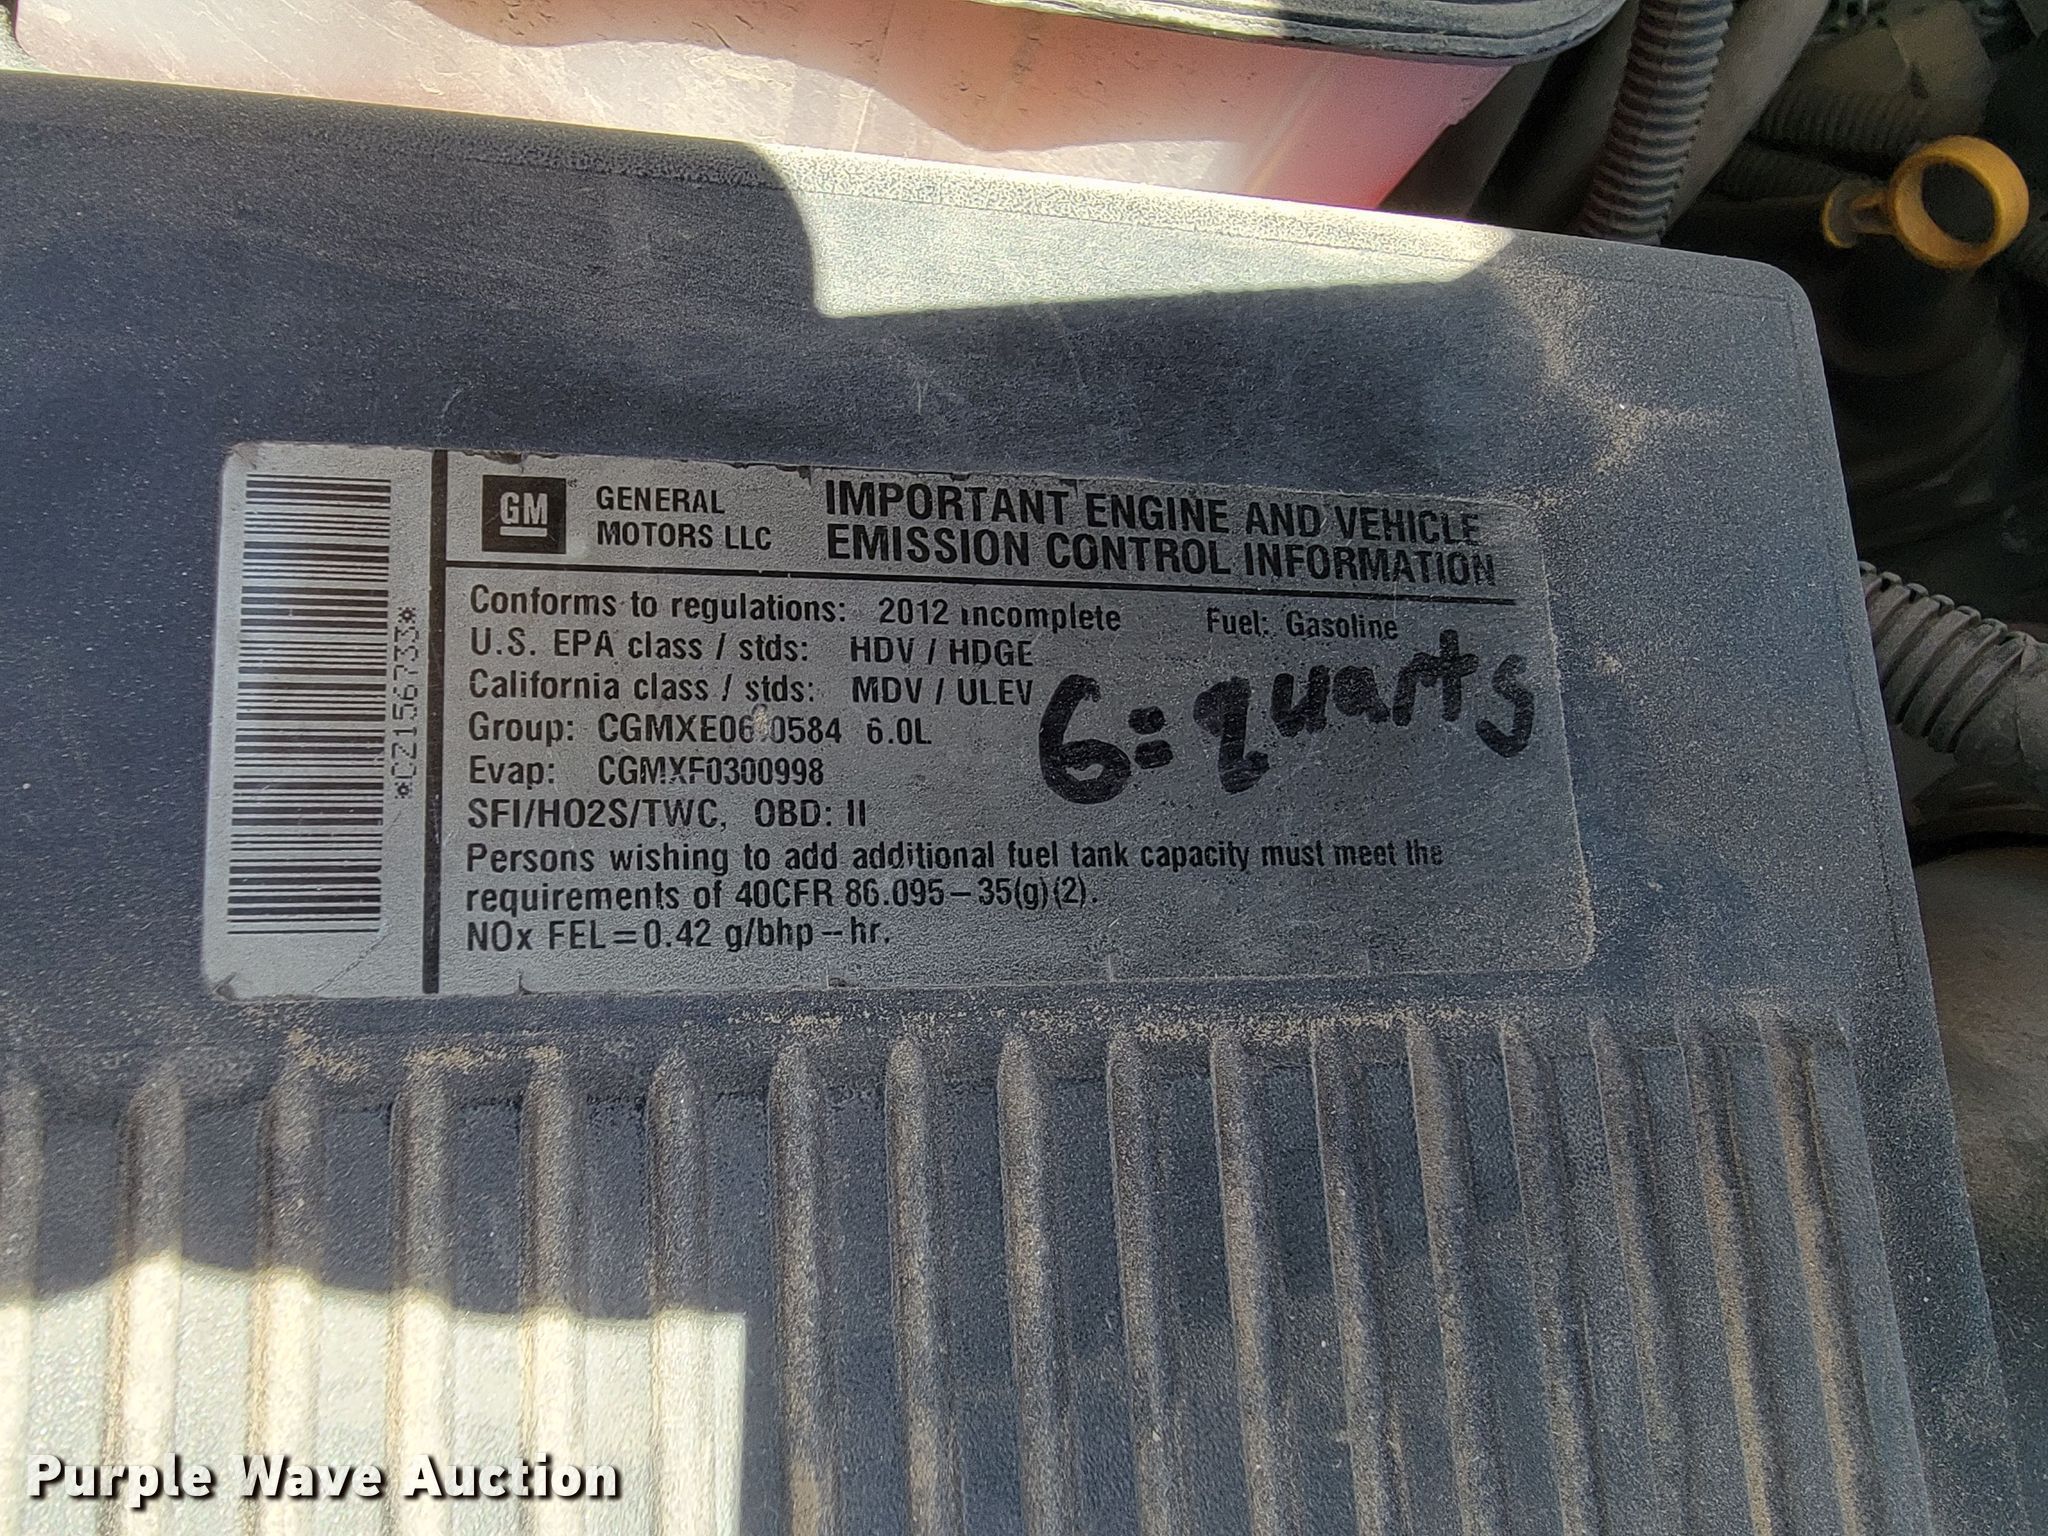 GM GENERAL MOTORS LLC
IMPORTANT ENGINE AND VEHICLE
EMISSION CONTROL INFORMATION
Conforms to regulations: 2012 incomplete Fuel: Gasoline
U.S. EPA class / stds: HDV / HDGE
California class / stds: MDV / ULEV
Group: CGMXE06.0584 6.0L
Evap: CGMXF0300998
SFI/HO2S/TWC, OBD: II
Persons wishing to add additional fuel tank capacity must meet the
requirements of 40CFR 86.095-35(g)(2).
NOx FEL=0.42 g/bhp-hr.
6= quarts
*CZ156733*
Purple Wave Auction